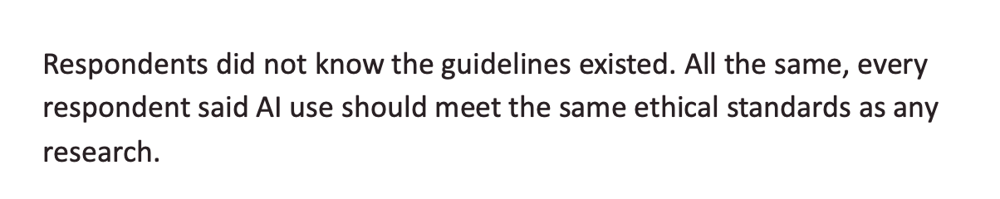 Respondents did not know the guidelines existed. All the same, every
respondent said AI use should meet the same ethical standards as any
research.